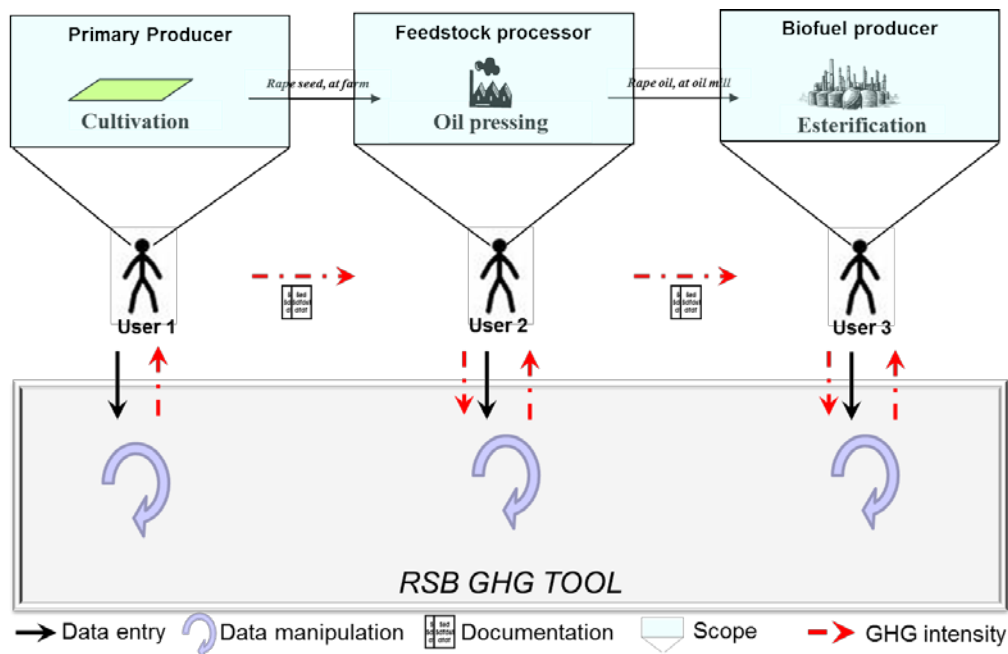 Primary Producer
Feedstock processor
Biofuel producer
Rape seed, at farm
Rape oil, at oil mill
Cultivation
Oil pressing
Esterification
User 1
User 2
User 3
RSB GHG TOOL
Data entry
Data manipulation
Documentation
Scope
GHG intensity